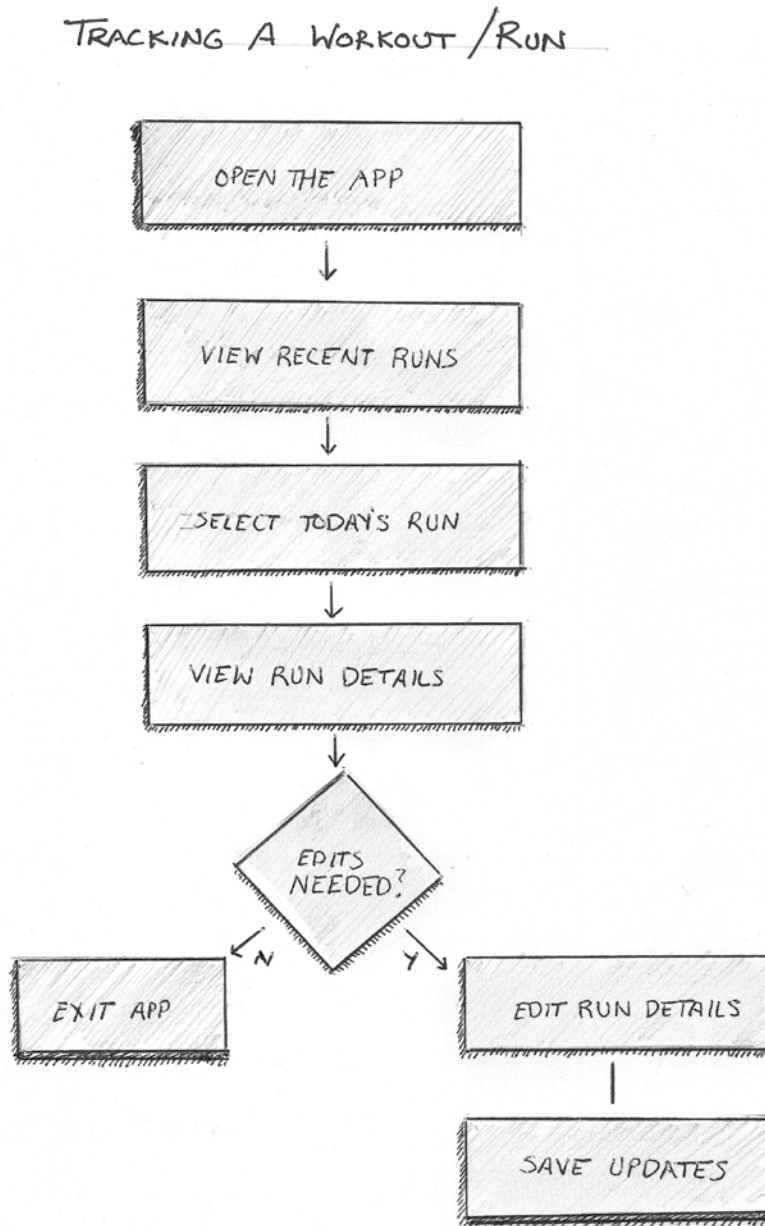 TRACKING A WORKOUT / RUN
OPEN THE APP
VIEW RECENT RUNS
SELECT TODAY'S RUN
VIEW RUN DETAILS
EDITS
NEEDED?
N
Y
EXIT APP
EDIT RUN DETAILS
SAVE UPDATES